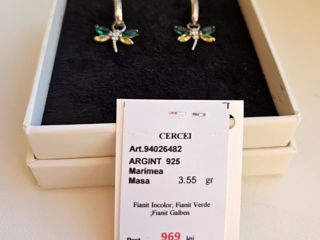 CERCEI
Art.94026482
ARGINT 925
Marimea
Masa 3.55 gr
Fianit Incolor; Fianit Verde
;Fianit Galben
969 lei